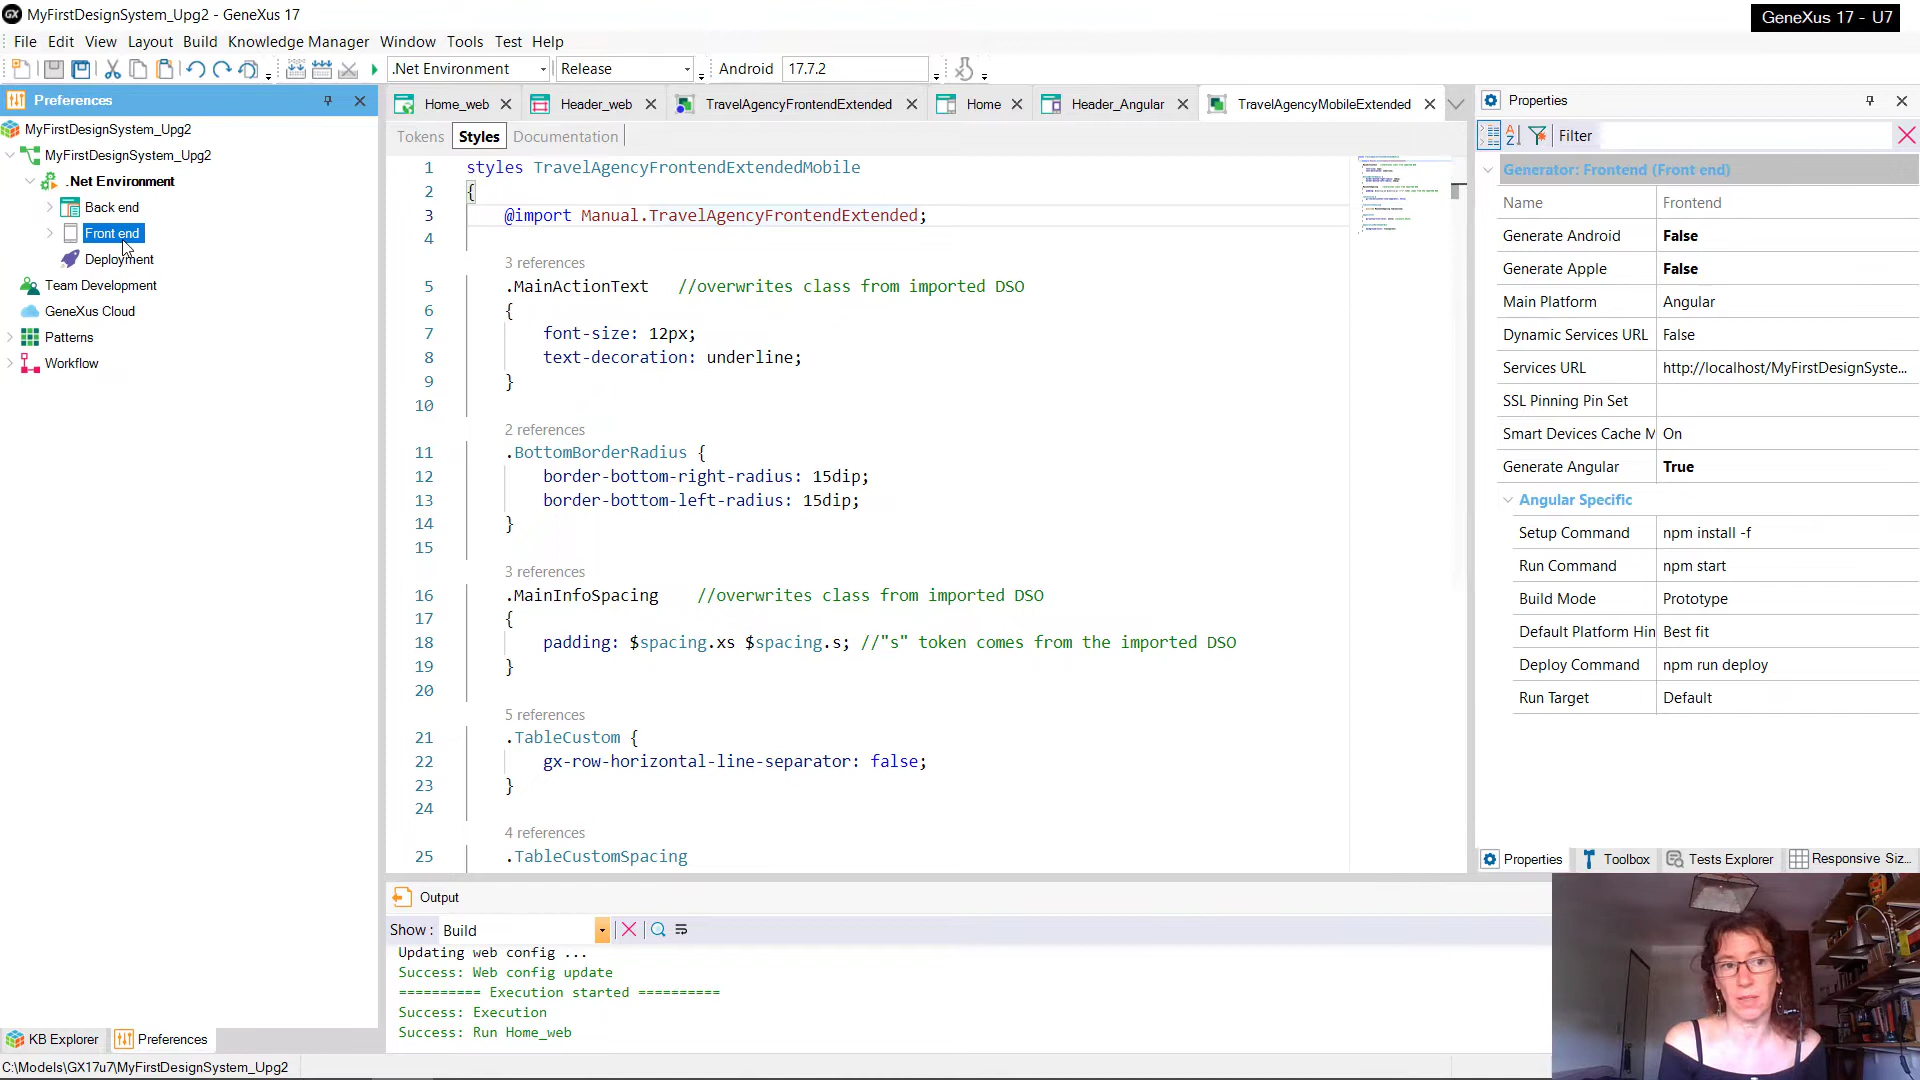 MyFirstDesignSystem_Upg2 - GeneXus 17
GeneXus 17 - U7
File Edit View Layout Build Knowledge Manager Window Tools Test Help
.Net Environment Release Android 17.7.2
Preferences
MyFirstDesignSystem_Upg2
MyFirstDesignSystem_Upg2
.Net Environment
Back end
Front end
Deployment
Team Development
GeneXus Cloud
Patterns
Workflow
KB Explorer Preferences
C:\Models\GX17u7\MyFirstDesignSystem_Upg2
Home_web Header_web TravelAgencyFrontendExtended Home Header_Angular TravelAgencyMobileExtended
Tokens Styles Documentation
1 styles TravelAgencyFrontendExtendedMobile
2 {
3 @import Manual.TravelAgencyFrontendExtended;
4
3 references
5 .MainActionText //overwrites class from imported DSO
6 {
7 font-size: 12px;
8 text-decoration: underline;
9 }
10
2 references
11 .BottomBorderRadius {
12 border-bottom-right-radius: 15dip;
13 border-bottom-left-radius: 15dip;
14 }
15
3 references
16 .MainInfoSpacing //overwrites class from imported DSO
17 {
18 padding: $spacing.xs $spacing.s; //"s" token comes from the imported DSO
19 }
20
5 references
21 .TableCustom {
22 gx-row-horizontal-line-separator: false;
23 }
24
4 references
25 .TableCustomSpacing
Output
Show : Build
Updating web config ...
Success: Web config update
========== Execution started ==========
Success: Execution
Success: Run Home_web
Properties
Filter
Generator: Frontend (Front end)
Name Frontend
Generate Android False
Generate Apple False
Main Platform Angular
Dynamic Services URL False
Services URL http://localhost/MyFirstDesignSyste...
SSL Pinning Pin Set
Smart Devices Cache M On
Generate Angular True
Angular Specific
Setup Command npm install -f
Run Command npm start
Build Mode Prototype
Default Platform Hin Best fit
Deploy Command npm run deploy
Run Target Default
Properties Toolbox Tests Explorer Responsive Siz...